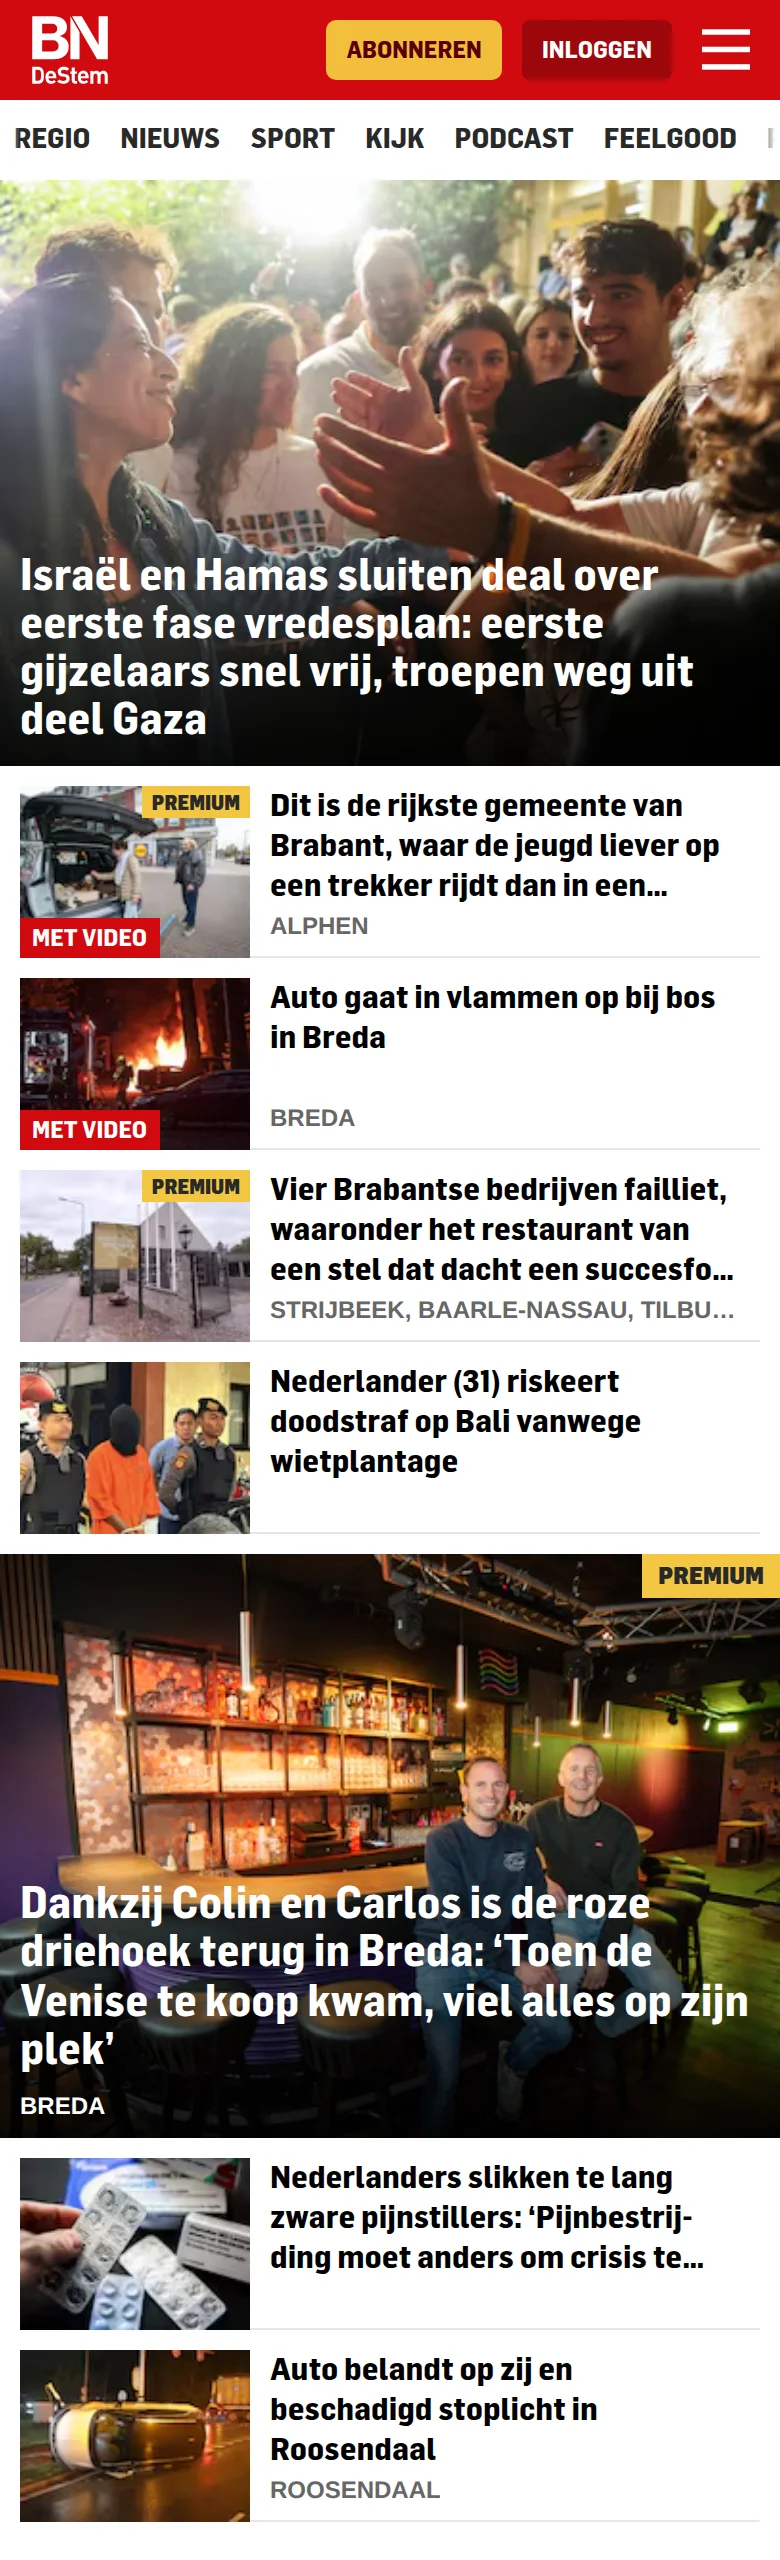 BN
DeStem
ABONNEREN
INLOGGEN
REGIO NIEUWS SPORT KIJK PODCAST FEELGOOD
Israël en Hamas sluiten deal over
eerste fase vredesplan: eerste
gijzelaars snel vrij, troepen weg uit
deel Gaza
PREMIUM
MET VIDEO
Dit is de rijkste gemeente van
Brabant, waar de jeugd liever op
een trekker rijdt dan in een...
ALPHEN
MET VIDEO
Auto gaat in vlammen op bij bos
in Breda
BREDA
PREMIUM
Vier Brabantse bedrijven failliet,
waaronder het restaurant van
een stel dat dacht een succesfo...
STRIJBEEK, BAARLE-NASSAU, TILBU...
Nederlander (31) riskeert
doodstraf op Bali vanwege
wietplantage
PREMIUM
Dankzij Colin en Carlos is de roze
driehoek terug in Breda: ‘Toen de
Venise te koop kwam, viel alles op zijn
plek’
BREDA
Nederlanders slikken te lang
zware pijnstillers: ‘Pijnbestrij-
ding moet anders om crisis te...
Auto belandt op zij en
beschadigd stoplicht in
Roosendaal
ROOSENDAAL